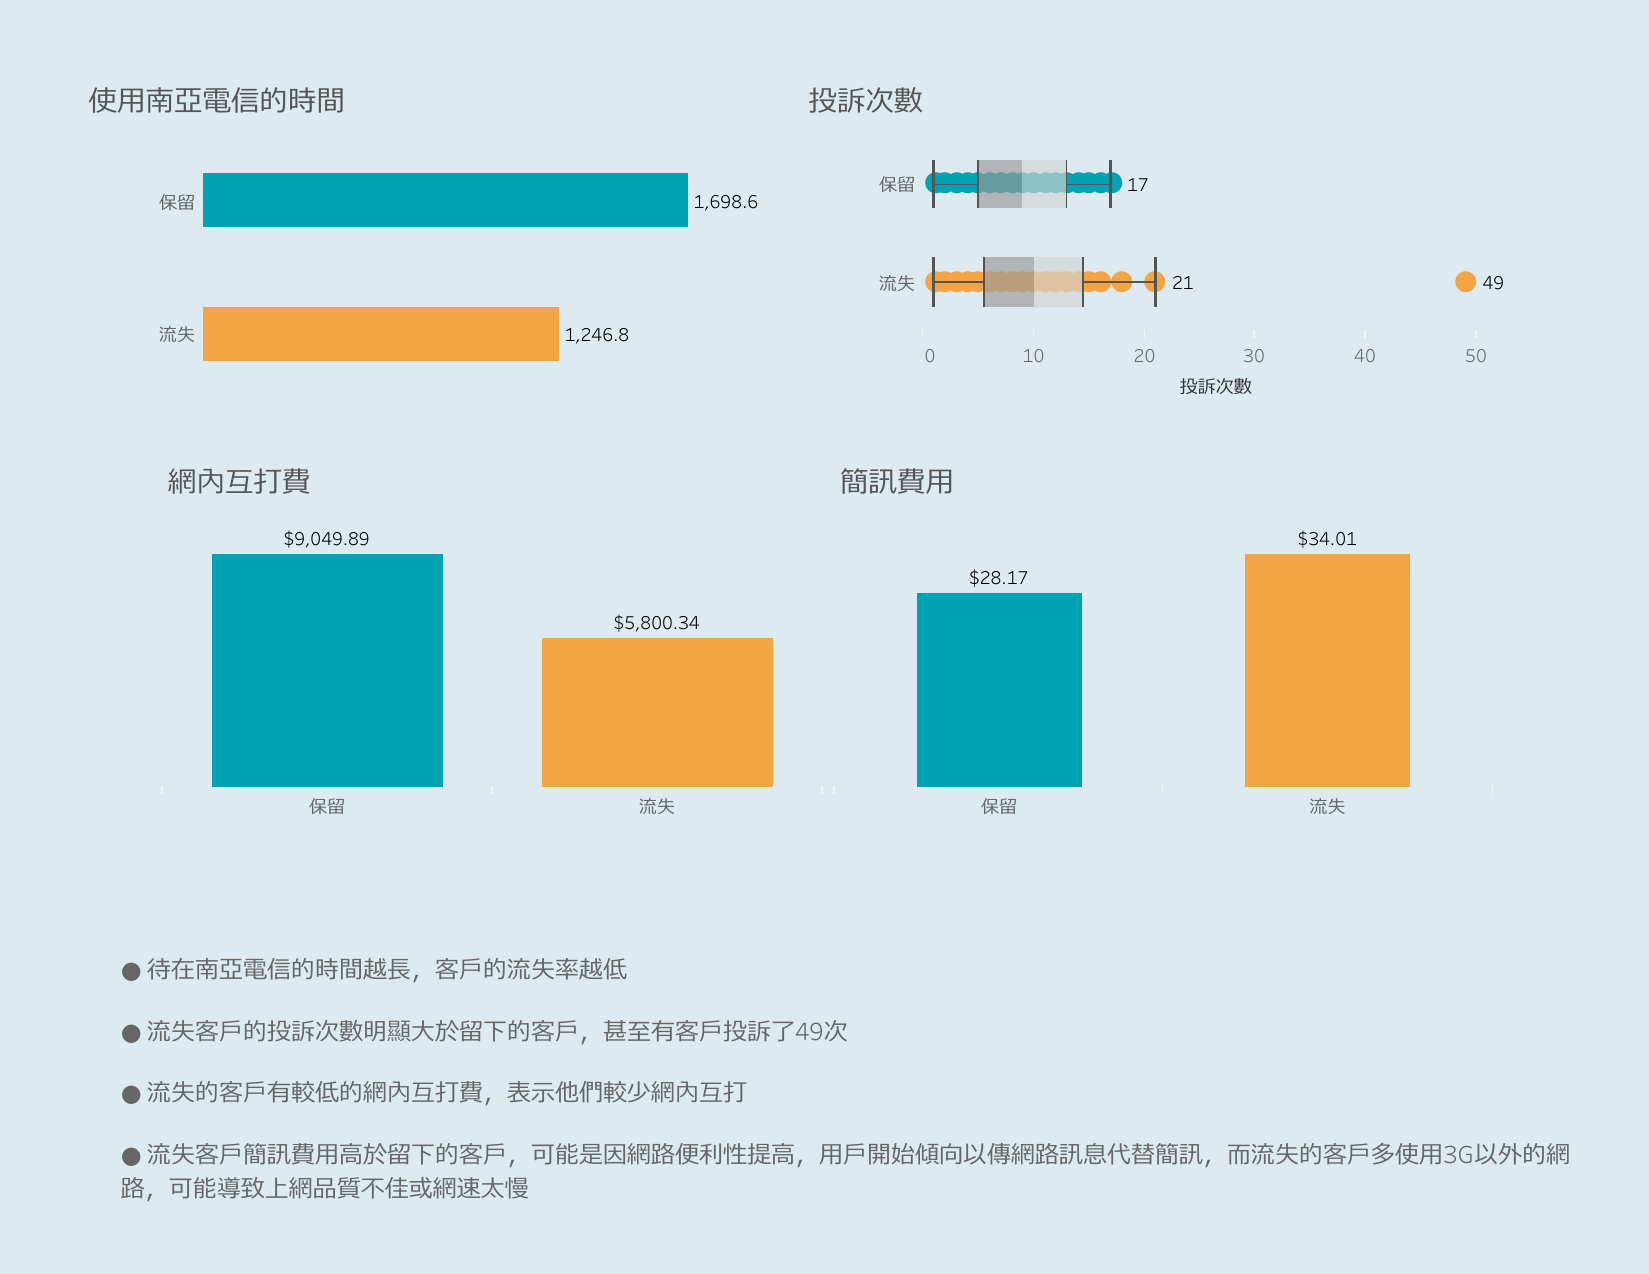 使用南亞電信的時間
保留
1,698.6
流失
1,246.8
投訴次數
保留
17
流失
21
49
0 10 20 30 40 50
投訴次數
網內互打費
$9,049.89
$5,800.34
保留 流失
簡訊費用
$28.17
$34.01
保留 流失
● 待在南亞電信的時間越長，客戶的流失率越低
● 流失客戶的投訴次數明顯大於留下的客戶，甚至有客戶投訴了49次
● 流失的客戶有較低的網內互打費，表示他們較少網內互打
● 流失客戶簡訊費用高於留下的客戶，可能是因網路便利性提高，用戶開始傾向以傳網路訊息代替簡訊，而流失的客戶多使用3G以外的網
路，可能導致上網品質不佳或網速太慢